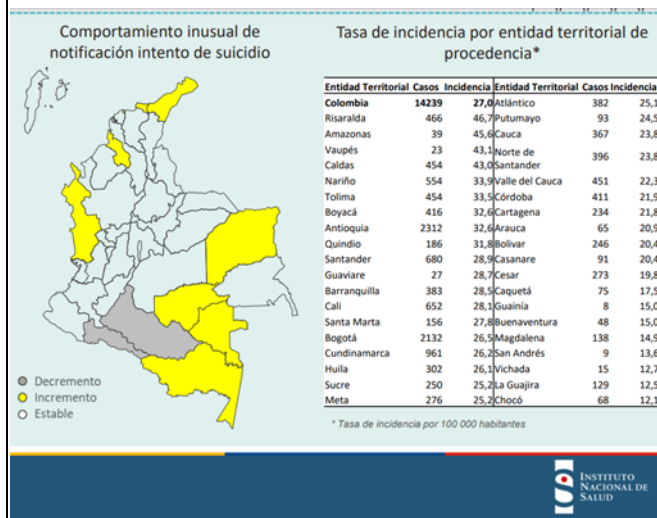 Comportamiento inusual de
notificación intento de suicidio
Decremento
Incremento
Estable
Tasa de incidencia por entidad territorial de
procedencia*
Entidad Territorial Casos Incidencia Entidad Territorial Casos Incidencia
Colombia 14239 27,0 Atlántico 382 25,1
Risaralda 466 46,7 Putumayo 93 24,5
Amazonas 39 45,6 Cauca 367 23,8
Vaupés 23 43,1 Norte de Santander 396 23,8
Caldas 454 43,0
Nariño 554 33,9 Valle del Cauca 451 22,3
Tolima 454 33,5 Córdoba 411 21,9
Boyacá 416 32,6 Cartagena 234 21,8
Antioquia 2312 32,6 Arauca 65 20,9
Quindio 186 31,8 Bolivar 246 20,4
Santander 680 28,9 Casanare 91 20,4
Guaviare 27 28,7 Cesar 273 19,8
Barranquilla 383 28,5 Caquetá 75 17,5
Cali 652 28,1 Guainía 8 15,0
Santa Marta 156 27,8 Buenaventura 48 15,0
Bogotá 2132 26,5 Magdalena 138 14,9
Cundinamarca 961 26,2 San Andrés 9 13,6
Huila 302 26,1 Vichada 15 12,7
Sucre 250 25,2 La Guajira 129 12,5
Meta 276 25,2 Chocó 68 12,1
* Tasa de incidencia por 100 000 habitantes
INSTITUTO
NACIONAL DE
SALUD